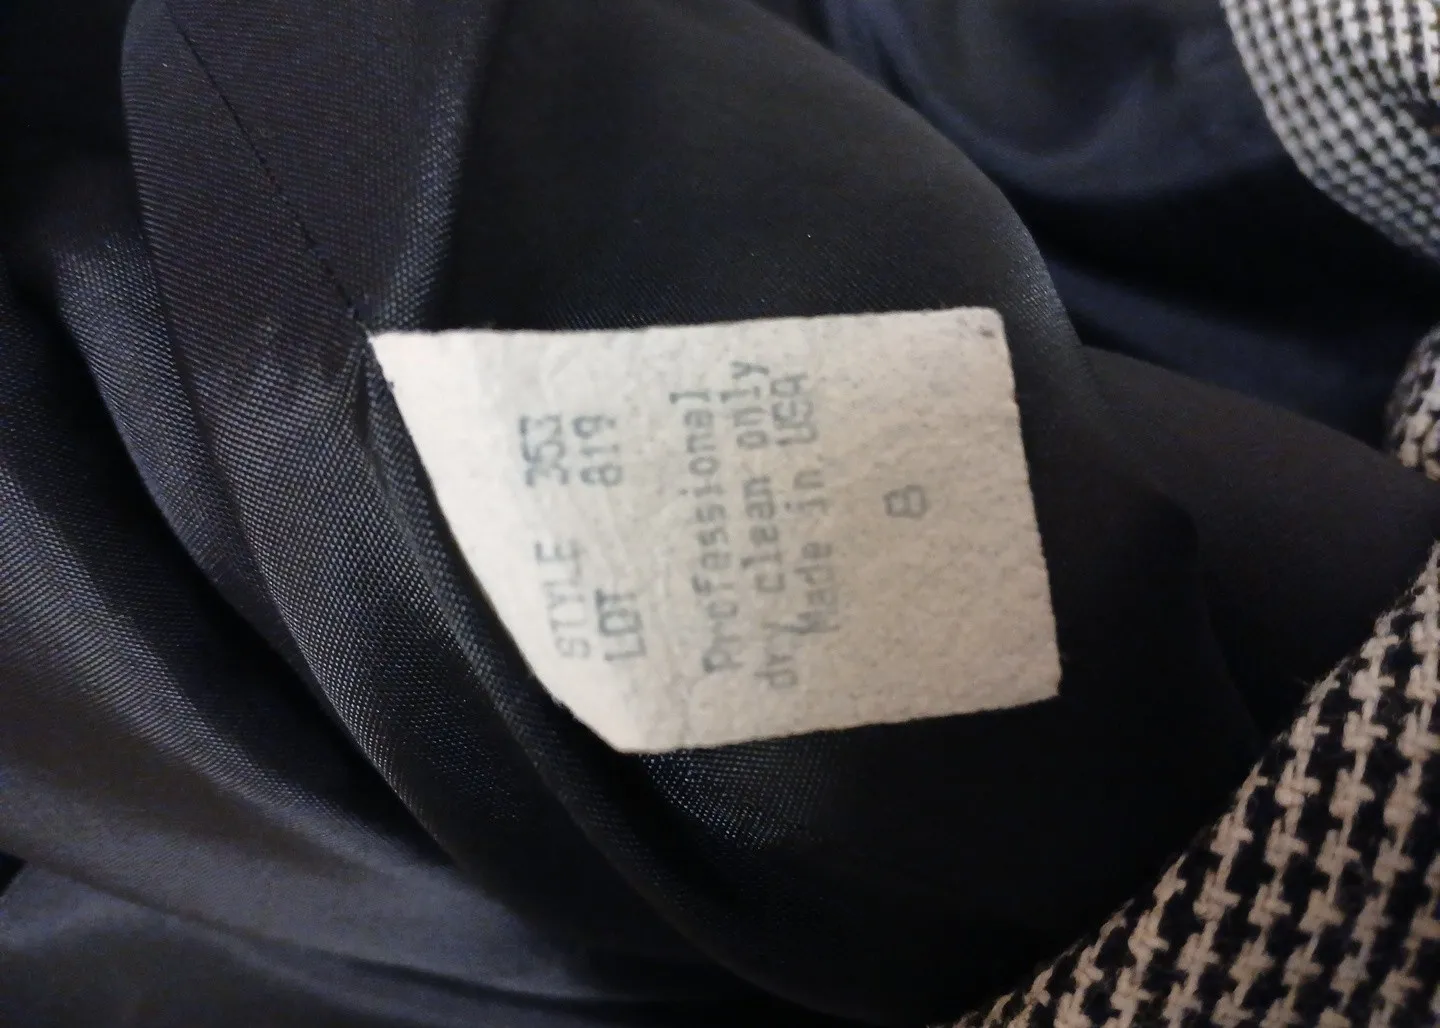 STYLE 353
LOT 819
Professional
dry clean only
Made in USA
8